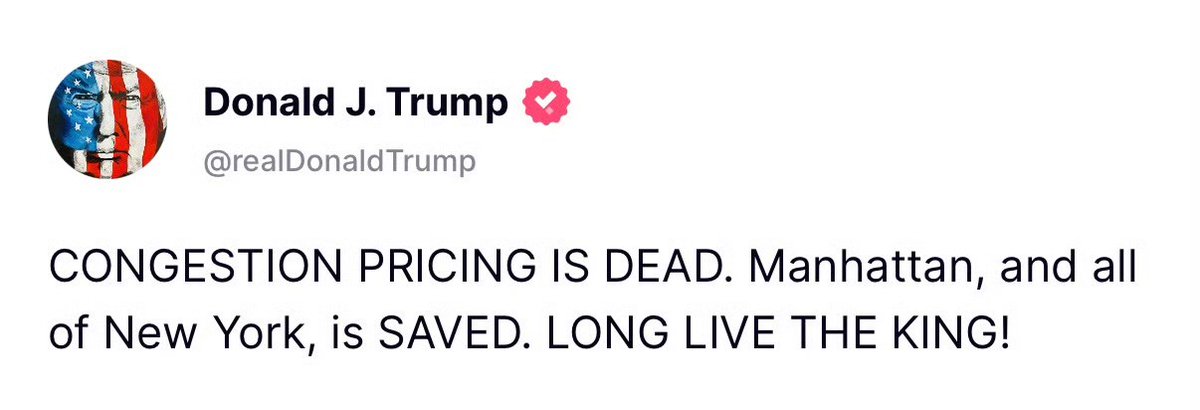 Donald J. Trump
@realDonaldTrump
CONGESTION PRICING IS DEAD. Manhattan, and all
of New York, is SAVED. LONG LIVE THE KING!